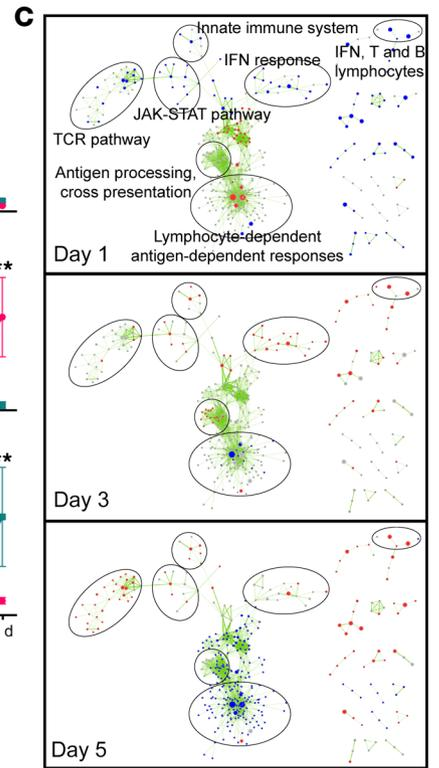 C
Innate immune system
IFN, T and B
lymphocytes
IFN response
JAK-STAT pathway
TCR pathway
Antigen processing,
cross presentation
Lymphocyte-dependent
antigen-dependent responses
Day 1
**
Day 3
**
d
Day 5